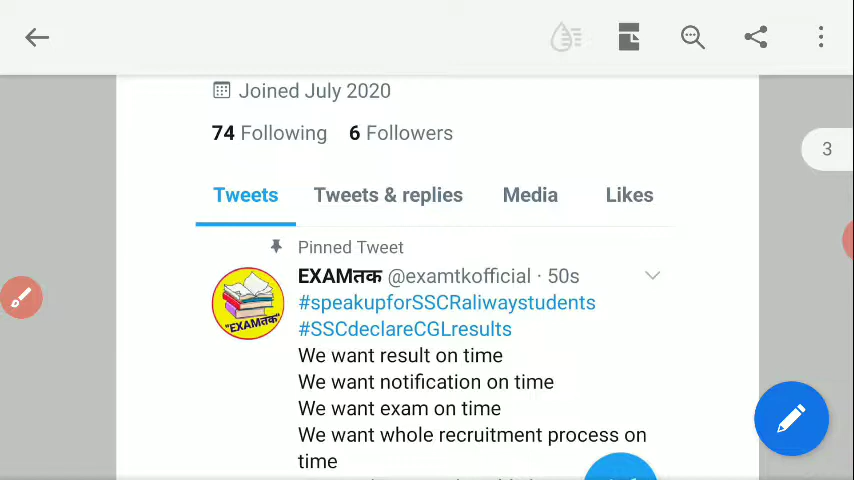 Joined July 2020
74 Following 6 Followers
3
Tweets Tweets & replies Media Likes
Pinned Tweet
EXAMतक @examtkofficial · 50s
"EXAMतक"
#speakupforSSCRaliwaystudents
#SSCdeclareCGLresults
We want result on time
We want notification on time
We want exam on time
We want whole recruitment process on
time